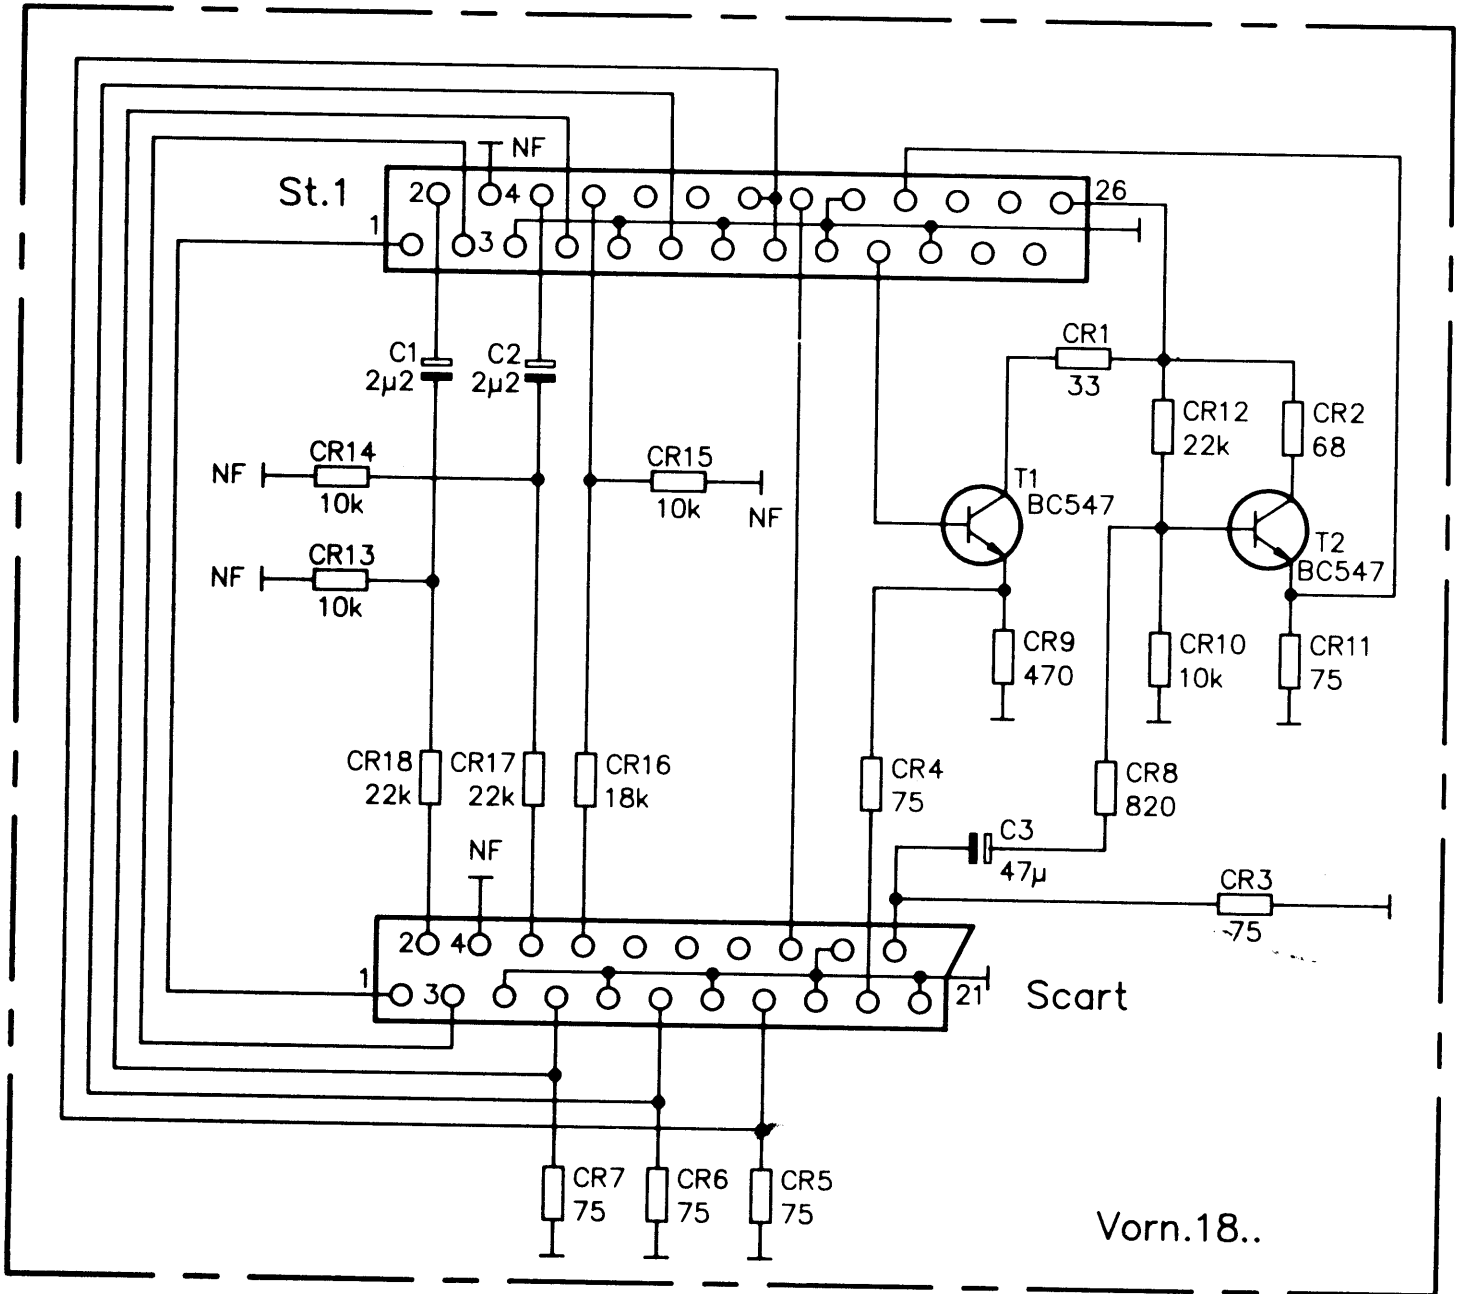 NF
St.1
2
4
26
1
3
C1
2µ2
C2
2µ2
CR1
33
CR12
22k
CR2
68
CR14
NF
10k
CR15
10k
NF
T1
BC547
T2
BC547
CR13
NF
10k
CR9
470
CR10
10k
CR11
75
CR18
22k
CR17
22k
CR16
18k
CR4
75
CR8
820
C3
47µ
NF
CR3
75
2
4
1
3
21
Scart
CR7
75
CR6
75
CR5
75
Vorn.18..